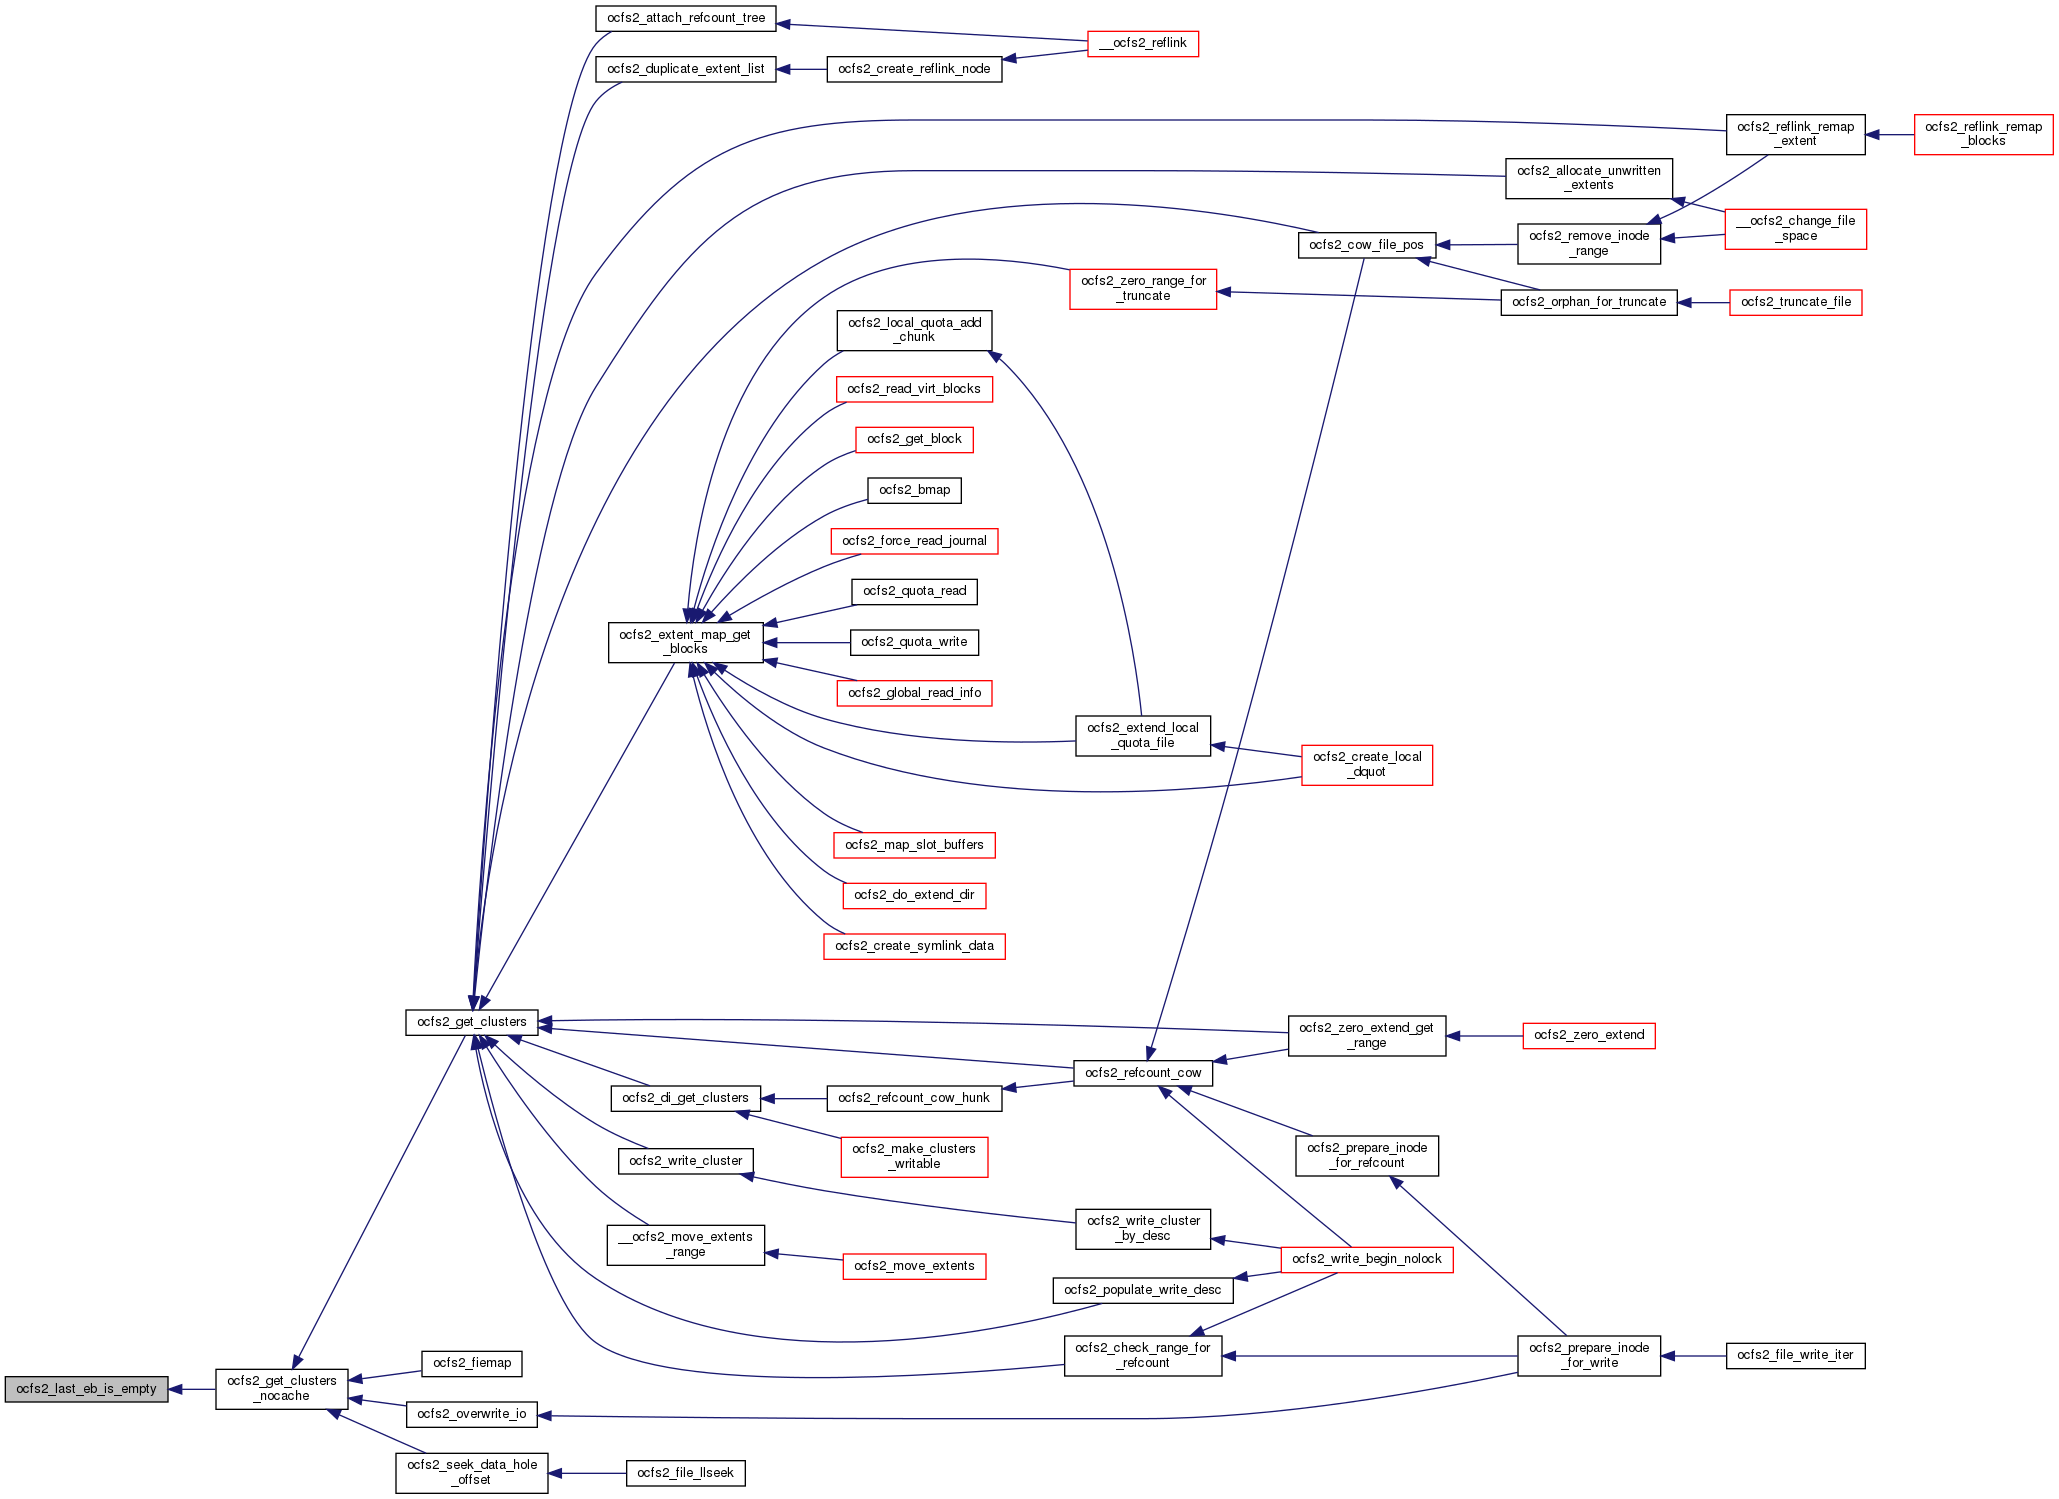 ocfs2_attach_refcount_tree
__ocfs2_reflink
ocfs2_duplicate_extent_list
ocfs2_create_reflink_node
ocfs2_reflink_remap
_extent
ocfs2_reflink_remap
_blocks
ocfs2_allocate_unwritten
_extents
__ocfs2_change_file
_space
ocfs2_cow_file_pos
ocfs2_remove_inode
_range
ocfs2_zero_range_for
_truncate
ocfs2_orphan_for_truncate
ocfs2_truncate_file
ocfs2_local_quota_add
_chunk
ocfs2_read_virt_blocks
ocfs2_get_block
ocfs2_bmap
ocfs2_force_read_journal
ocfs2_quota_read
ocfs2_extent_map_get
_blocks
ocfs2_quota_write
ocfs2_global_read_info
ocfs2_extend_local
_quota_file
ocfs2_create_local
_dquot
ocfs2_map_slot_buffers
ocfs2_do_extend_dir
ocfs2_create_symlink_data
ocfs2_get_clusters
ocfs2_zero_extend_get
_range
ocfs2_zero_extend
ocfs2_refcount_cow
ocfs2_di_get_clusters
ocfs2_refcount_cow_hunk
ocfs2_make_clusters
_writable
ocfs2_prepare_inode
_for_refcount
ocfs2_write_cluster
ocfs2_write_cluster
_by_desc
__ocfs2_move_extents
_range
ocfs2_move_extents
ocfs2_write_begin_nolock
ocfs2_populate_write_desc
ocfs2_check_range_for
_refcount
ocfs2_prepare_inode
_for_write
ocfs2_file_write_iter
ocfs2_last_eb_is_empty
ocfs2_get_clusters
_nocache
ocfs2_fiemap
ocfs2_overwrite_io
ocfs2_seek_data_hole
_offset
ocfs2_file_llseek